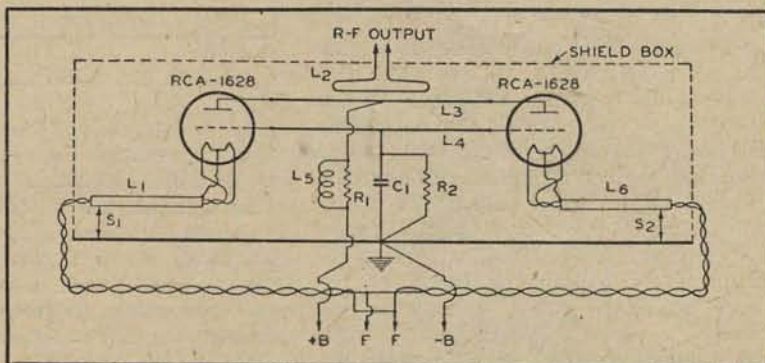 R-F OUTPUT
SHIELD BOX
L2
RCA-1628
RCA-1628
L3
L4
L5
R1
C1
R2
L1
L6
S1
S2
+B F F -B